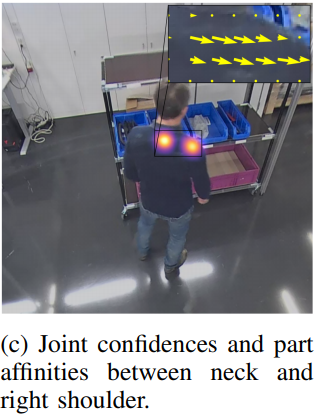 (c) Joint confidences and part
affinities between neck and
right shoulder.